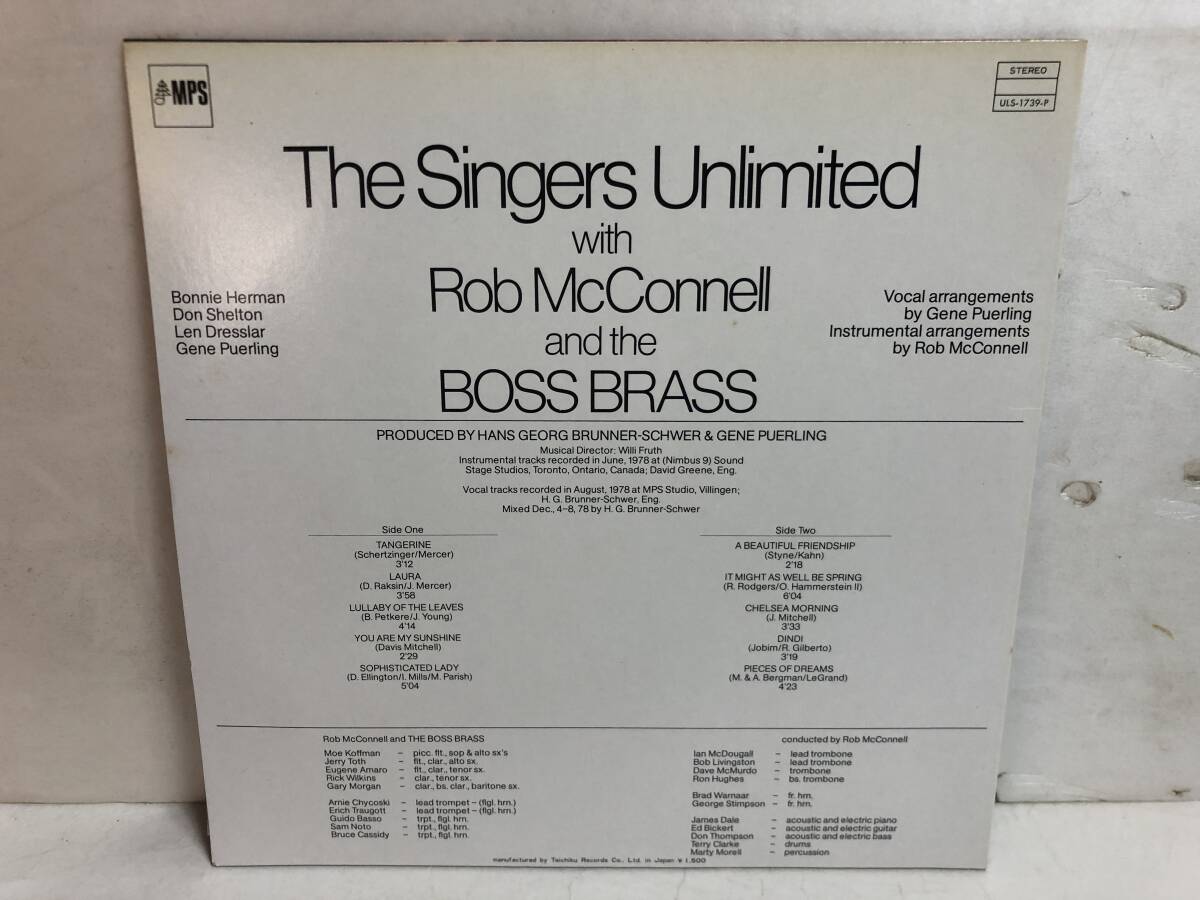 MPS
STEREO
ULS-1739-P
The Singers Unlimited
with
Rob McConnell
and the
BOSS BRASS
Bonnie Herman
Don Shelton
Len Dresslar
Gene Puerling
Vocal arrangements
by Gene Puerling
Instrumental arrangements
by Rob McConnell
PRODUCED BY HANS GEORG BRUNNER-SCHWER & GENE PUERLING
Musical Director: Willi Fruth
Instrumental tracks recorded in June, 1978 at (Nimbus 9) Sound
Stage Studios, Toronto, Ontario, Canada; David Greene, Eng.
Vocal tracks recorded in August, 1978 at MPS Studio, Villingen;
H. G. Brunner-Schwer, Eng.
Mixed Dec., 4-8, 78 by H. G. Brunner-Schwer
Side One
TANGERINE
(Schertzinger/Mercer)
3'12
LAURA
(D. Raksin/J. Mercer)
3'58
LULLABY OF THE LEAVES
(B. Petkere/J. Young)
4'14
YOU ARE MY SUNSHINE
(Davis Mitchell)
2'29
SOPHISTICATED LADY
(D. Ellington/I. Mills/M. Parish)
5'04
Side Two
A BEAUTIFUL FRIENDSHIP
(Styne/Kahn)
2'18
IT MIGHT AS WELL BE SPRING
(R. Rodgers/O. Hammerstein II)
6'04
CHELSEA MORNING
(J. Mitchell)
3'33
DINDI
(Jobim/R. Gilberto)
3'19
PIECES OF DREAMS
(M. & A. Bergman/LeGrand)
4'23
Rob McConnell and THE BOSS BRASS
Moe Koffman – picc. flt., sop & alto sx's
Jerry Toth – flt., clar., alto sx.
Eugene Amaro – flt., clar., tenor sx.
Rick Wilkins – clar., tenor sx.
Gary Morgan – clar., bs. clar., baritone sx.
Arnie Chycoski – lead trompet – (flgl. hrn.)
Erich Traugott – lead trompet – (flgl. hrn.)
Guido Basso – trpt., flgl. hrn.
Sam Noto – trpt., flgl. hrn.
Bruce Cassidy – trpt., flgl. hrn.
conducted by Rob McConnell
Ian McDougall – lead trombone
Bob Livingston – lead trombone
Dave McMurdo – trombone
Ron Hughes – bs. trombone
Brad Warnaar – fr. hrn.
George Stimpson – fr. hrn.
James Dale – acoustic and electric piano
Ed Bickert – acoustic and electric guitar
Don Thompson – acoustic and electric bass
Terry Clarke – drums
Marty Morell – percussion
manufactured by Teichiku Records Co., Ltd. in Japan ¥1,500